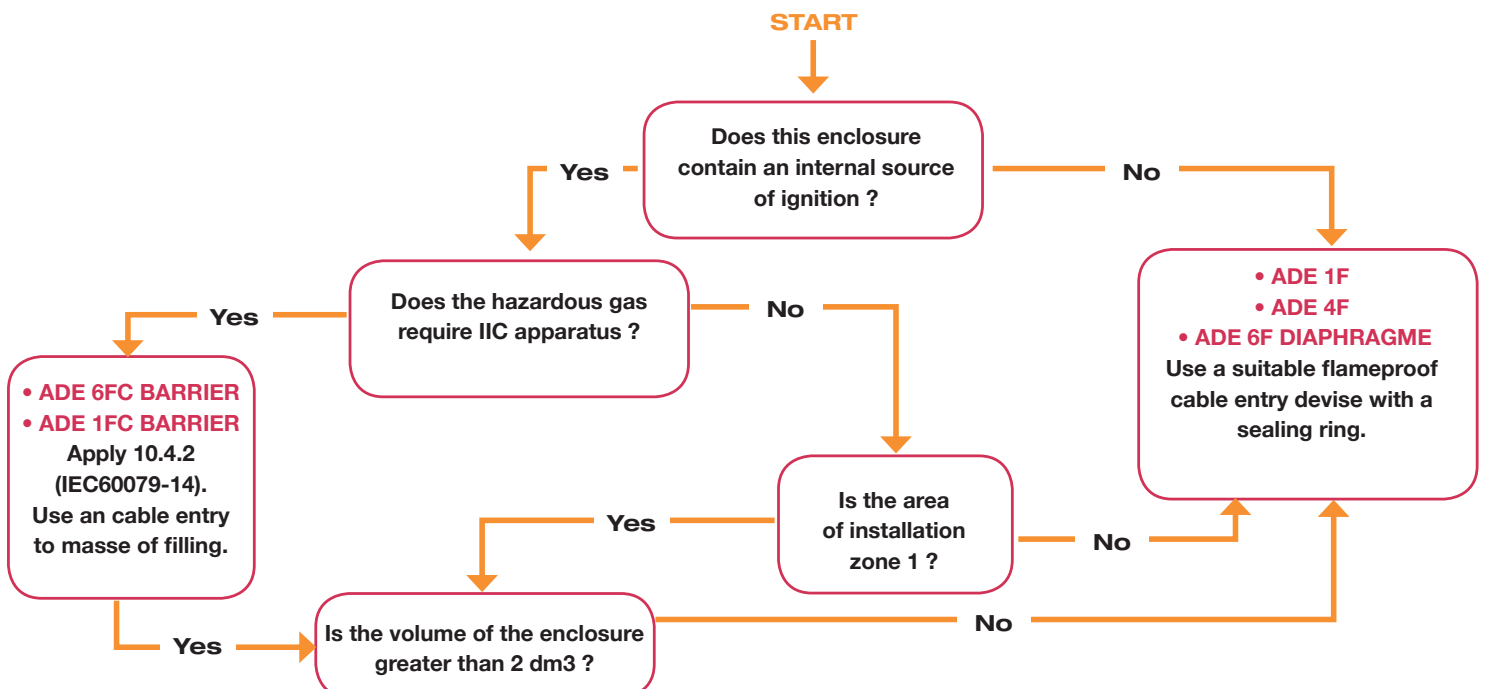 START
Does this enclosure
contain an internal source
of ignition ?
Yes
No
Does the hazardous gas
require IIC apparatus ?
Yes
No
• ADE 1F
• ADE 4F
• ADE 6F DIAPHRAGME
Use a suitable flameproof
cable entry devise with a
sealing ring.
• ADE 6FC BARRIER
• ADE 1FC BARRIER
Apply 10.4.2
(IEC60079-14).
Use an cable entry
to masse of filling.
Is the area
of installation
zone 1 ?
Yes
No
Is the volume of the enclosure
greater than 2 dm3 ?
Yes
No